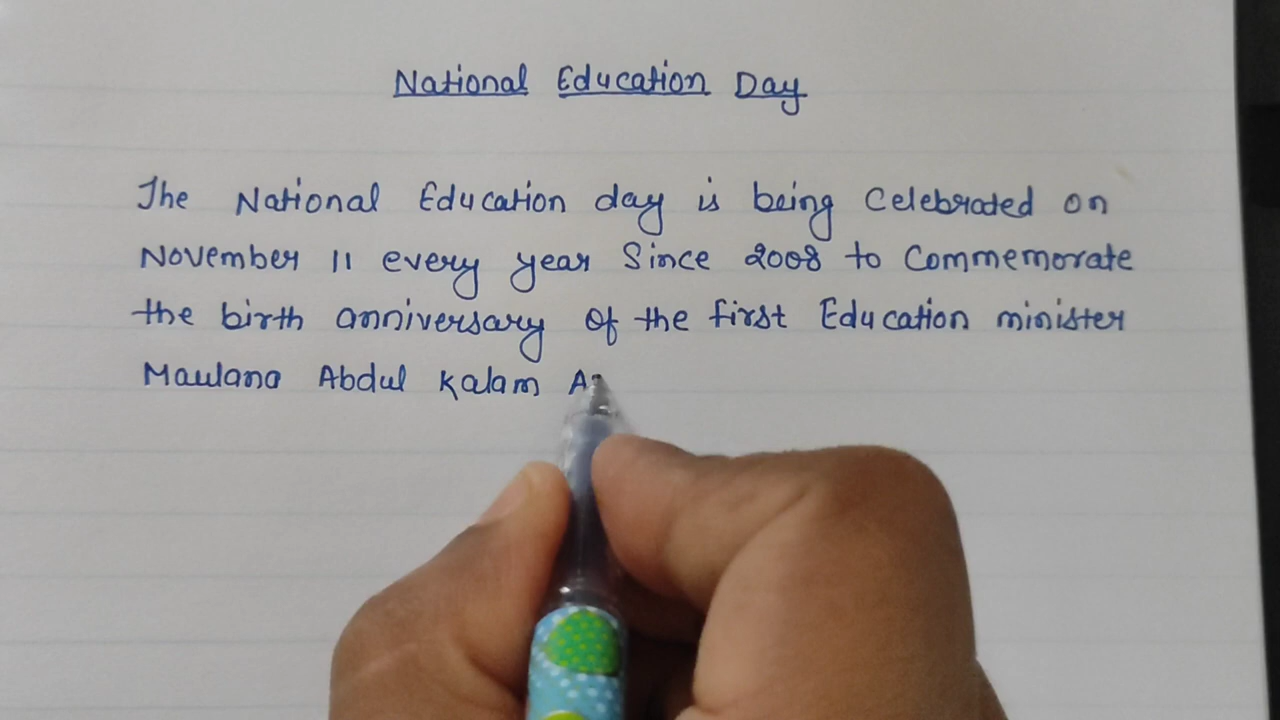 National Education Day
The National Education day is being Celebrated on
November 11 every year Since 2008 to Commemorate
the birth anniversary of the first Education minister
Maulana Abdul Kalam